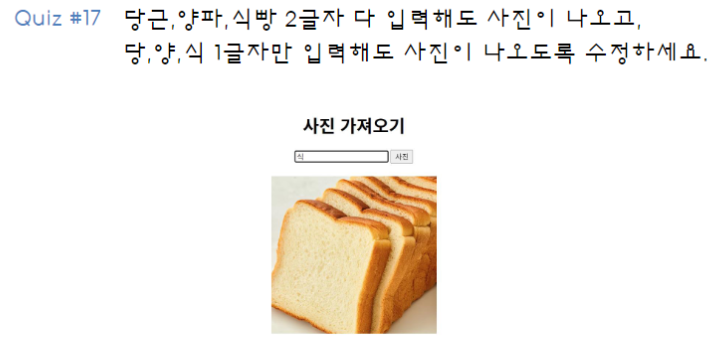 Quiz #17 당근,양파,식빵 2글자 다 입력해도 사진이 나오고,
당,양,식 1글자만 입력해도 사진이 나오도록 수정하세요.
사진 가져오기
식 사진